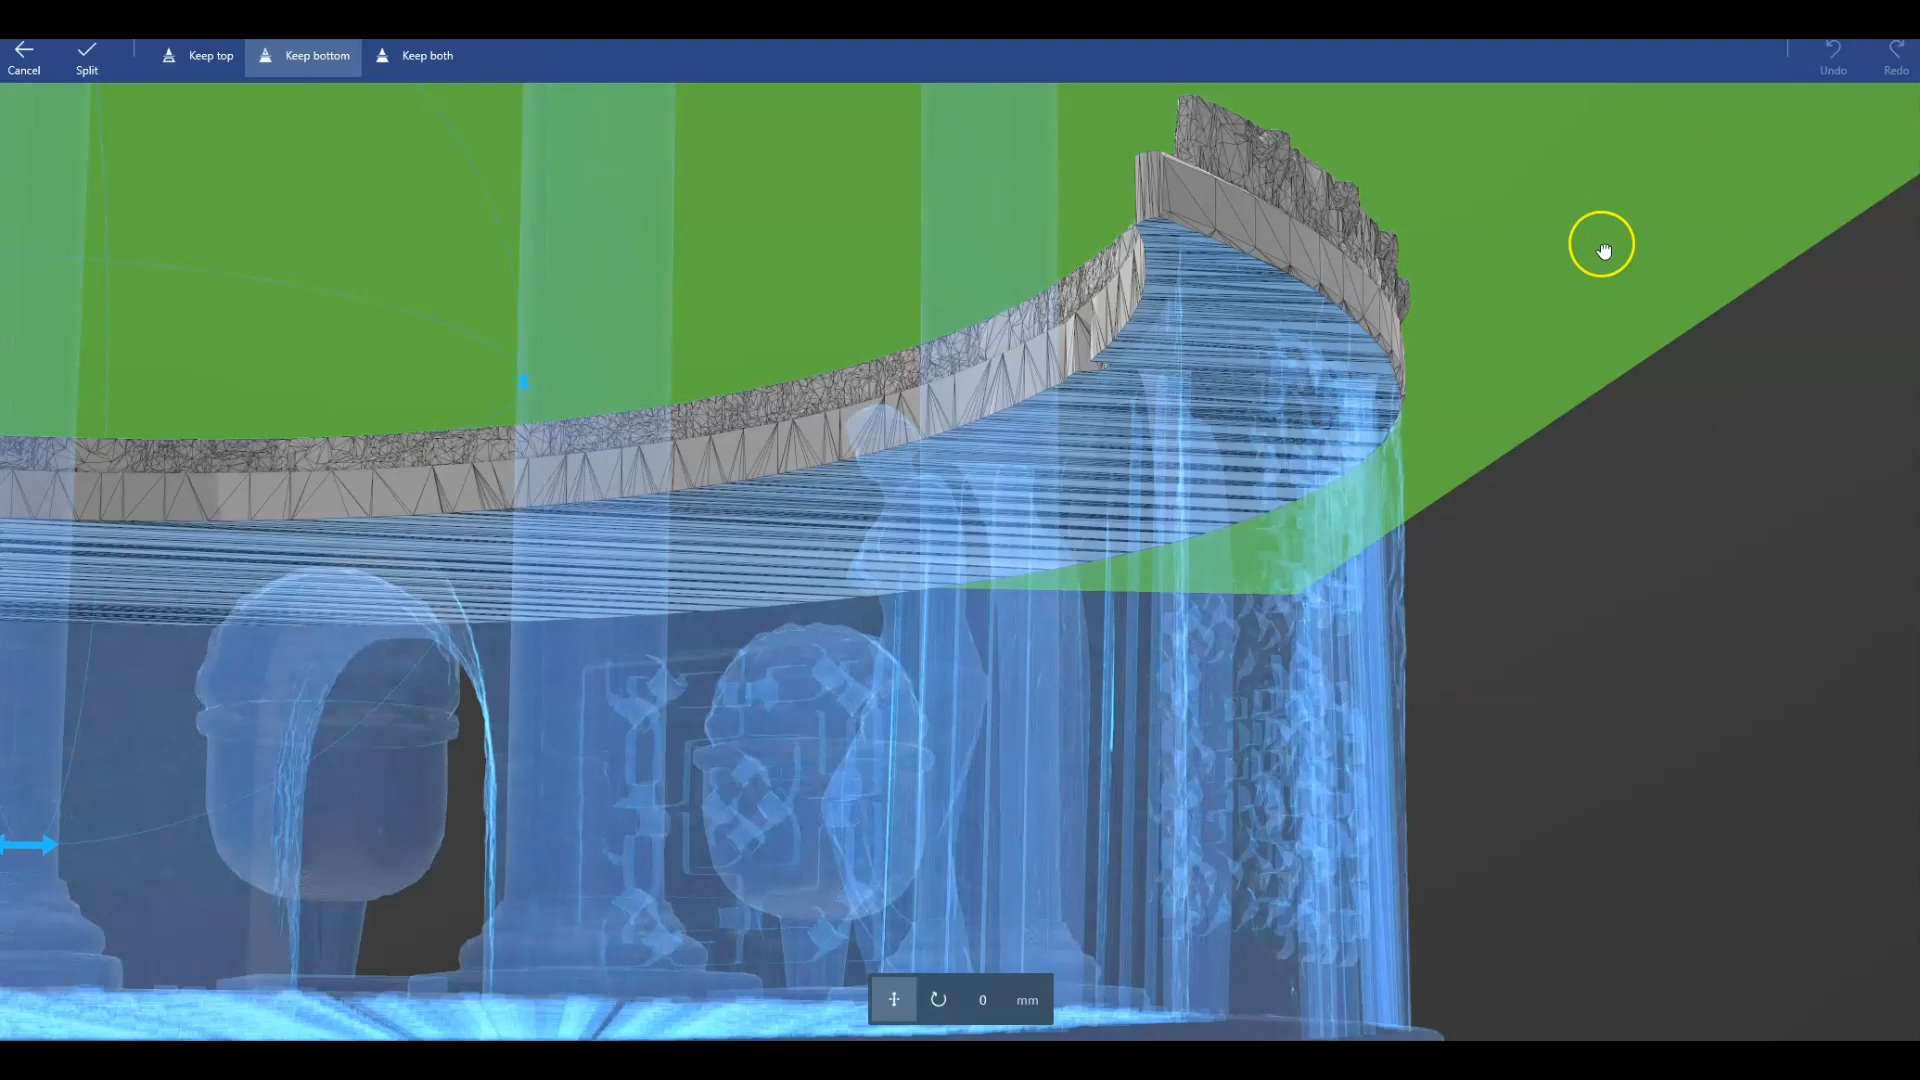 Cancel
Split
Keep top
Keep bottom
Keep both
Undo
Redo
0 mm